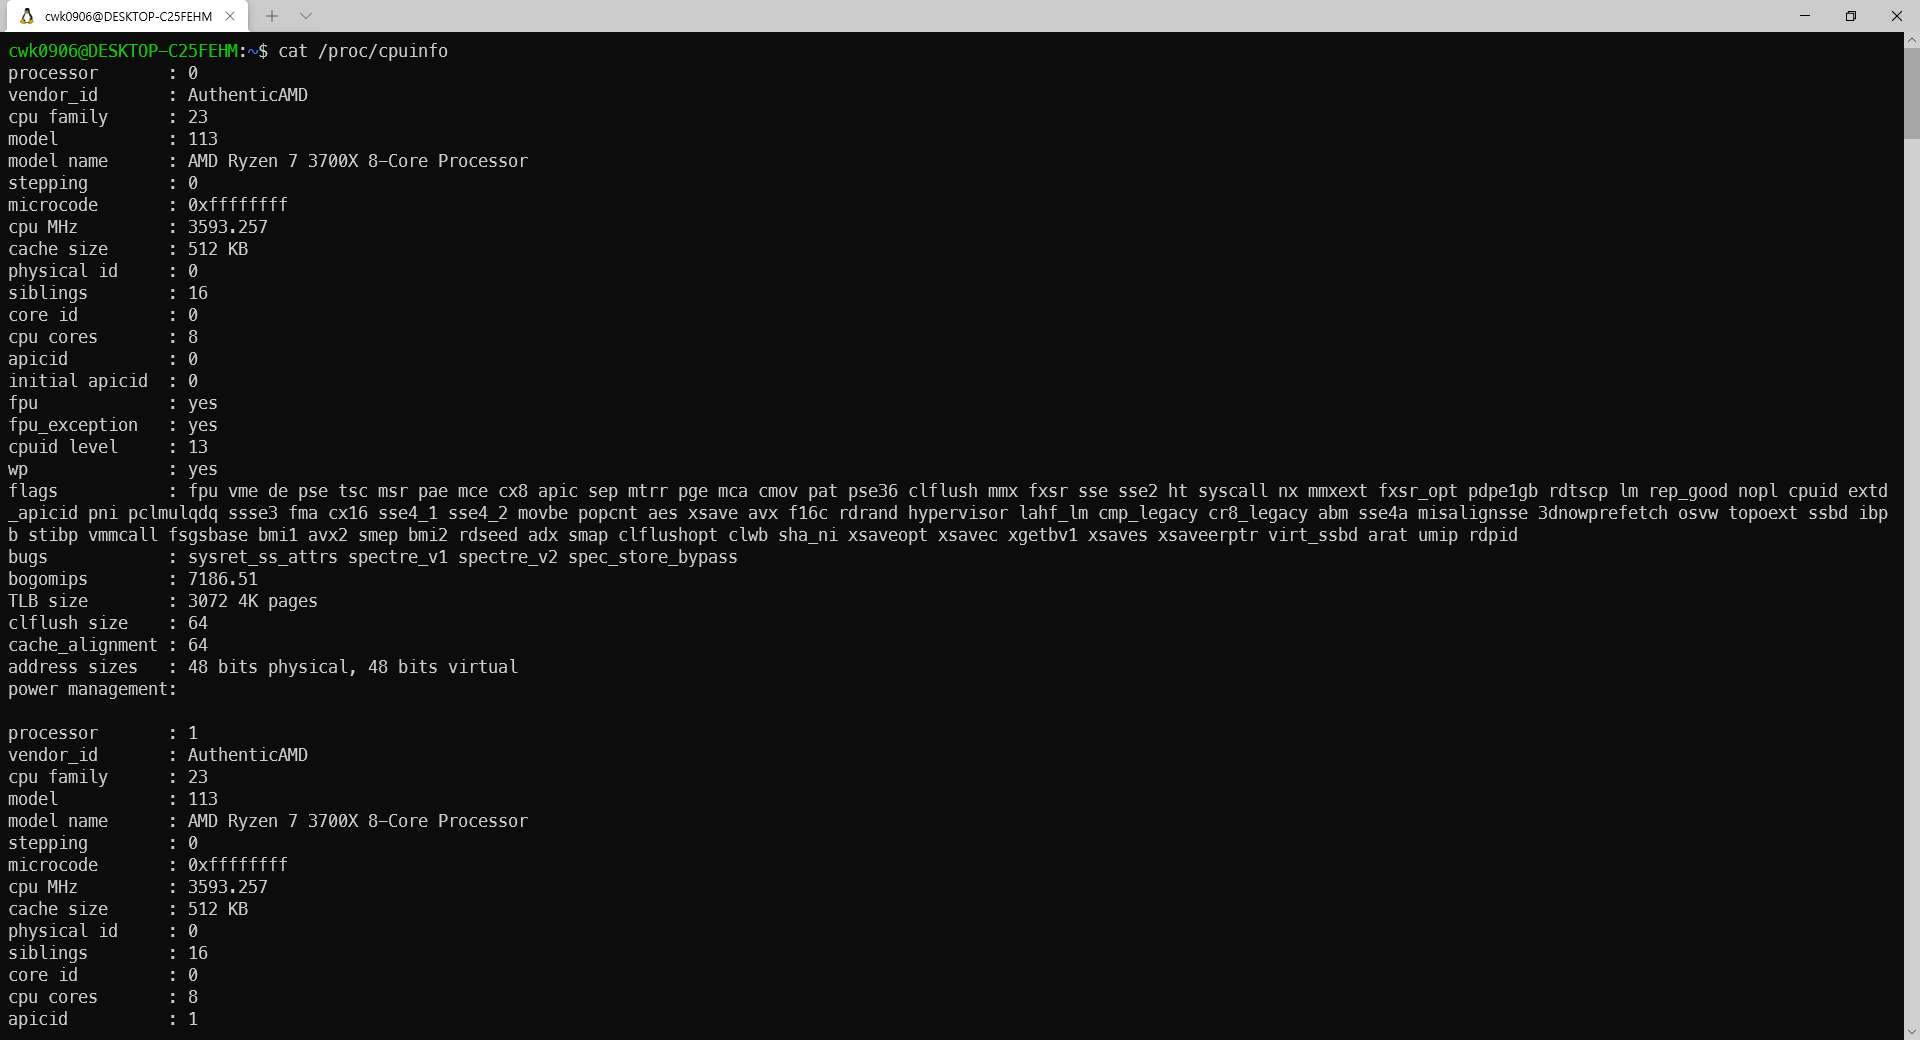 cwk0906@DESKTOP-C25FEHM
cwk0906@DESKTOP-C25FEHM:~$ cat /proc/cpuinfo
processor       : 0
vendor_id       : AuthenticAMD
cpu family      : 23
model           : 113
model name      : AMD Ryzen 7 3700X 8-Core Processor
stepping        : 0
microcode       : 0xffffffff
cpu MHz         : 3593.257
cache size      : 512 KB
physical id     : 0
siblings        : 16
core id         : 0
cpu cores       : 8
apicid          : 0
initial apicid  : 0
fpu             : yes
fpu_exception   : yes
cpuid level     : 13
wp              : yes
flags           : fpu vme de pse tsc msr pae mce cx8 apic sep mtrr pge mca cmov pat pse36 clflush mmx fxsr sse sse2 ht syscall nx mmxext fxsr_opt pdpe1gb rdtscp lm rep_good nopl cpuid extd
_apicid pni pclmulqdq ssse3 fma cx16 sse4_1 sse4_2 movbe popcnt aes xsave avx f16c rdrand hypervisor lahf_lm cmp_legacy cr8_legacy abm sse4a misalignsse 3dnowprefetch osvw topoext ssbd ibp
b stibp vmmcall fsgsbase bmi1 avx2 smep bmi2 rdseed adx smap clflushopt clwb sha_ni xsaveopt xsavec xgetbv1 xsaves xsaveerptr virt_ssbd arat umip rdpid
bugs            : sysret_ss_attrs spectre_v1 spectre_v2 spec_store_bypass
bogomips        : 7186.51
TLB size        : 3072 4K pages
clflush size    : 64
cache_alignment : 64
address sizes   : 48 bits physical, 48 bits virtual
power management:
processor       : 1
vendor_id       : AuthenticAMD
cpu family      : 23
model           : 113
model name      : AMD Ryzen 7 3700X 8-Core Processor
stepping        : 0
microcode       : 0xffffffff
cpu MHz         : 3593.257
cache size      : 512 KB
physical id     : 0
siblings        : 16
core id         : 0
cpu cores       : 8
apicid          : 1